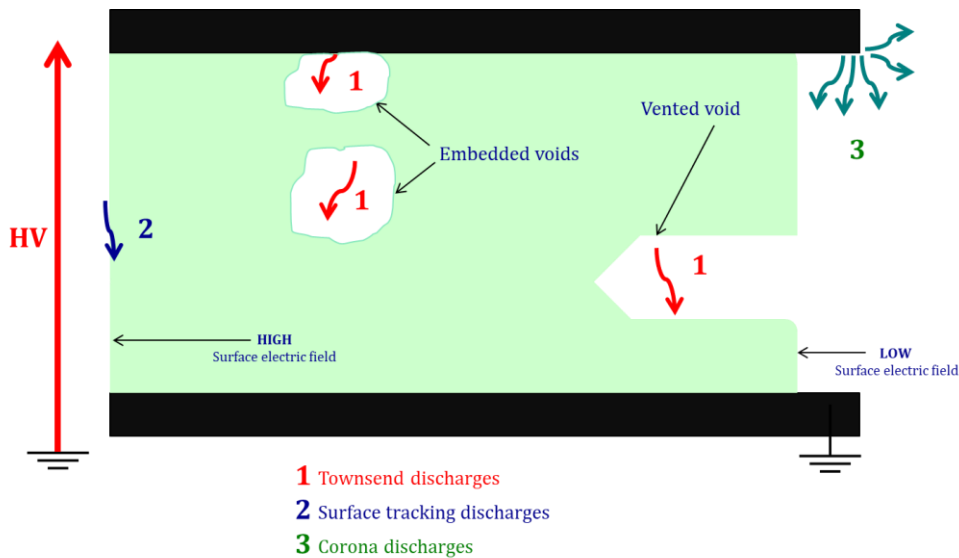 1
Vented void
3
Embedded voids
1
2
HV
1
HIGH
Surface electric field
LOW
Surface electric field
1 Townsend discharges
2 Surface tracking discharges
3 Corona discharges